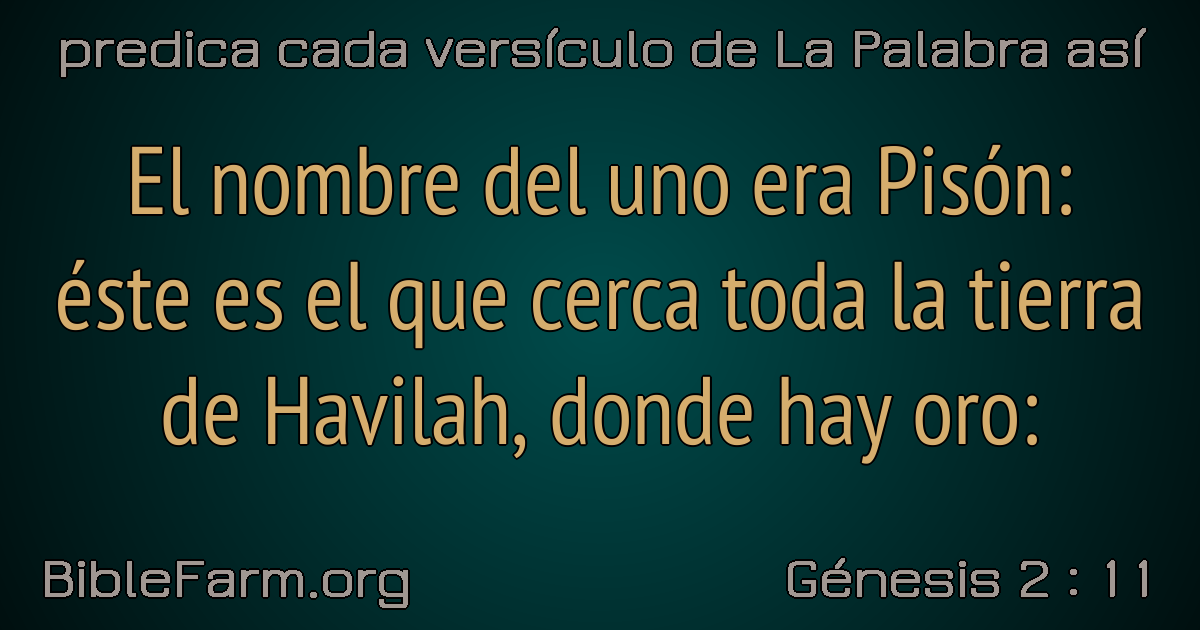 predica cada versículo de La Palabra así
El nombre del uno era Pisón:
éste es el que cerca toda la tierra
de Havilah, donde hay oro:
BibleFarm.org
Génesis 2 : 11